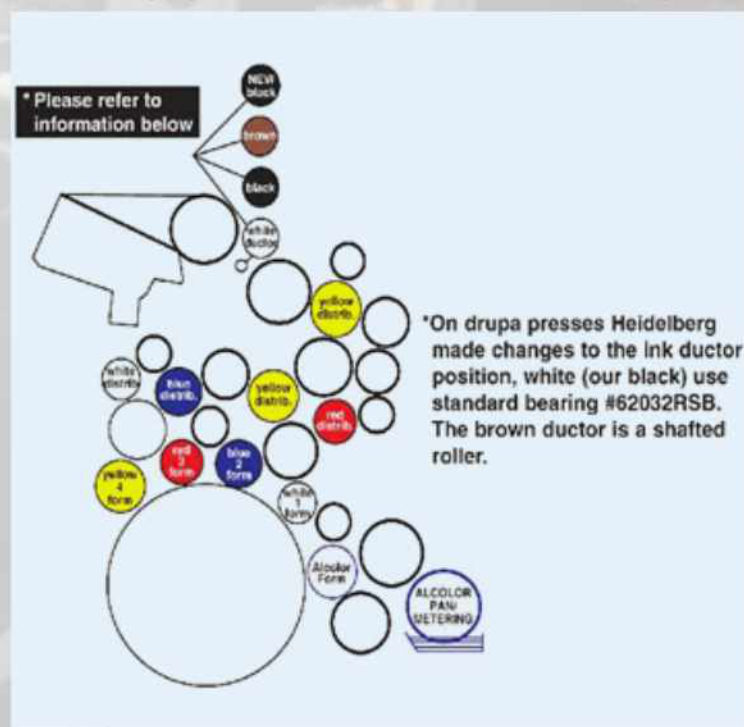 NEW
black
* Please refer to
information below
brown
black
white
ductor
yellow
distrib.
*On drupa presses Heidelberg
made changes to the ink ductor
position, white (our black) use
standard bearing #62032RSB.
The brown ductor is a shafted
roller.
white
distrib
blue
distrib.
yellow
distrib.
red
distrib.
red
3
form
blue
2
form
yellow
4
form
white
1
form
Alcolor
Form
ALCOLOR
PAN/
METERING